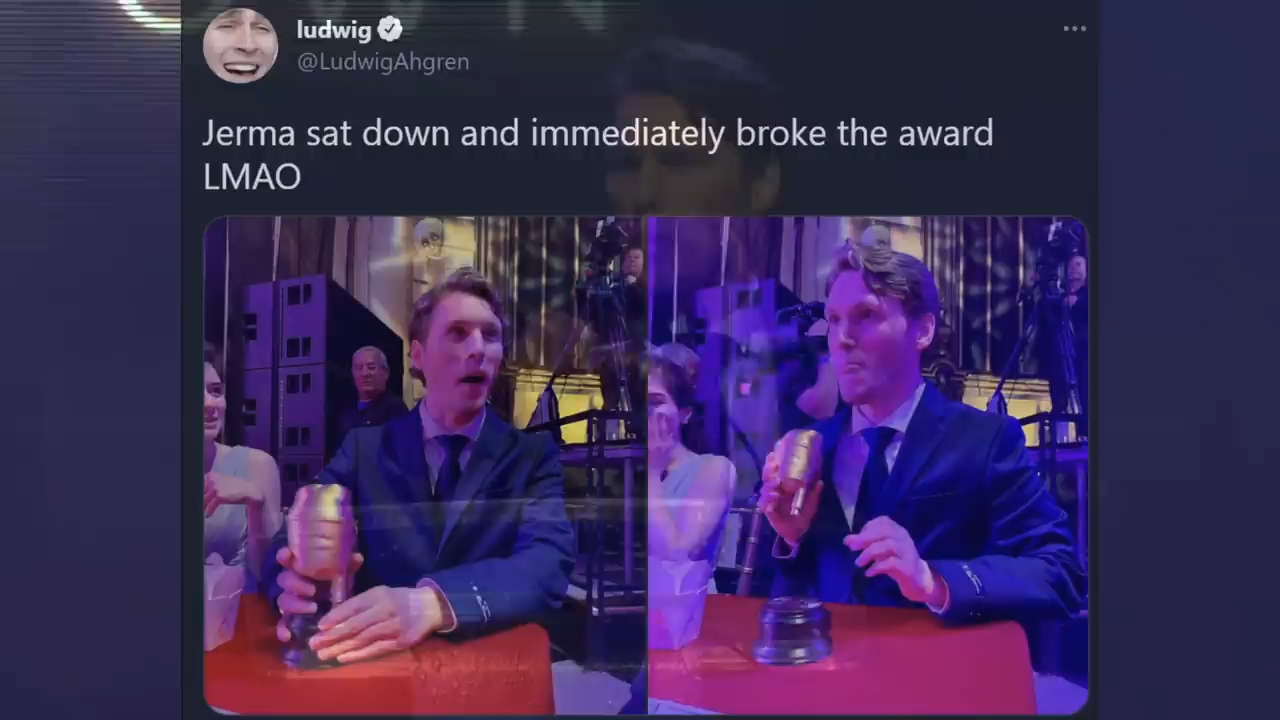 ludwig
@LudwigAhgren
Jerma sat down and immediately broke the award
LMAO